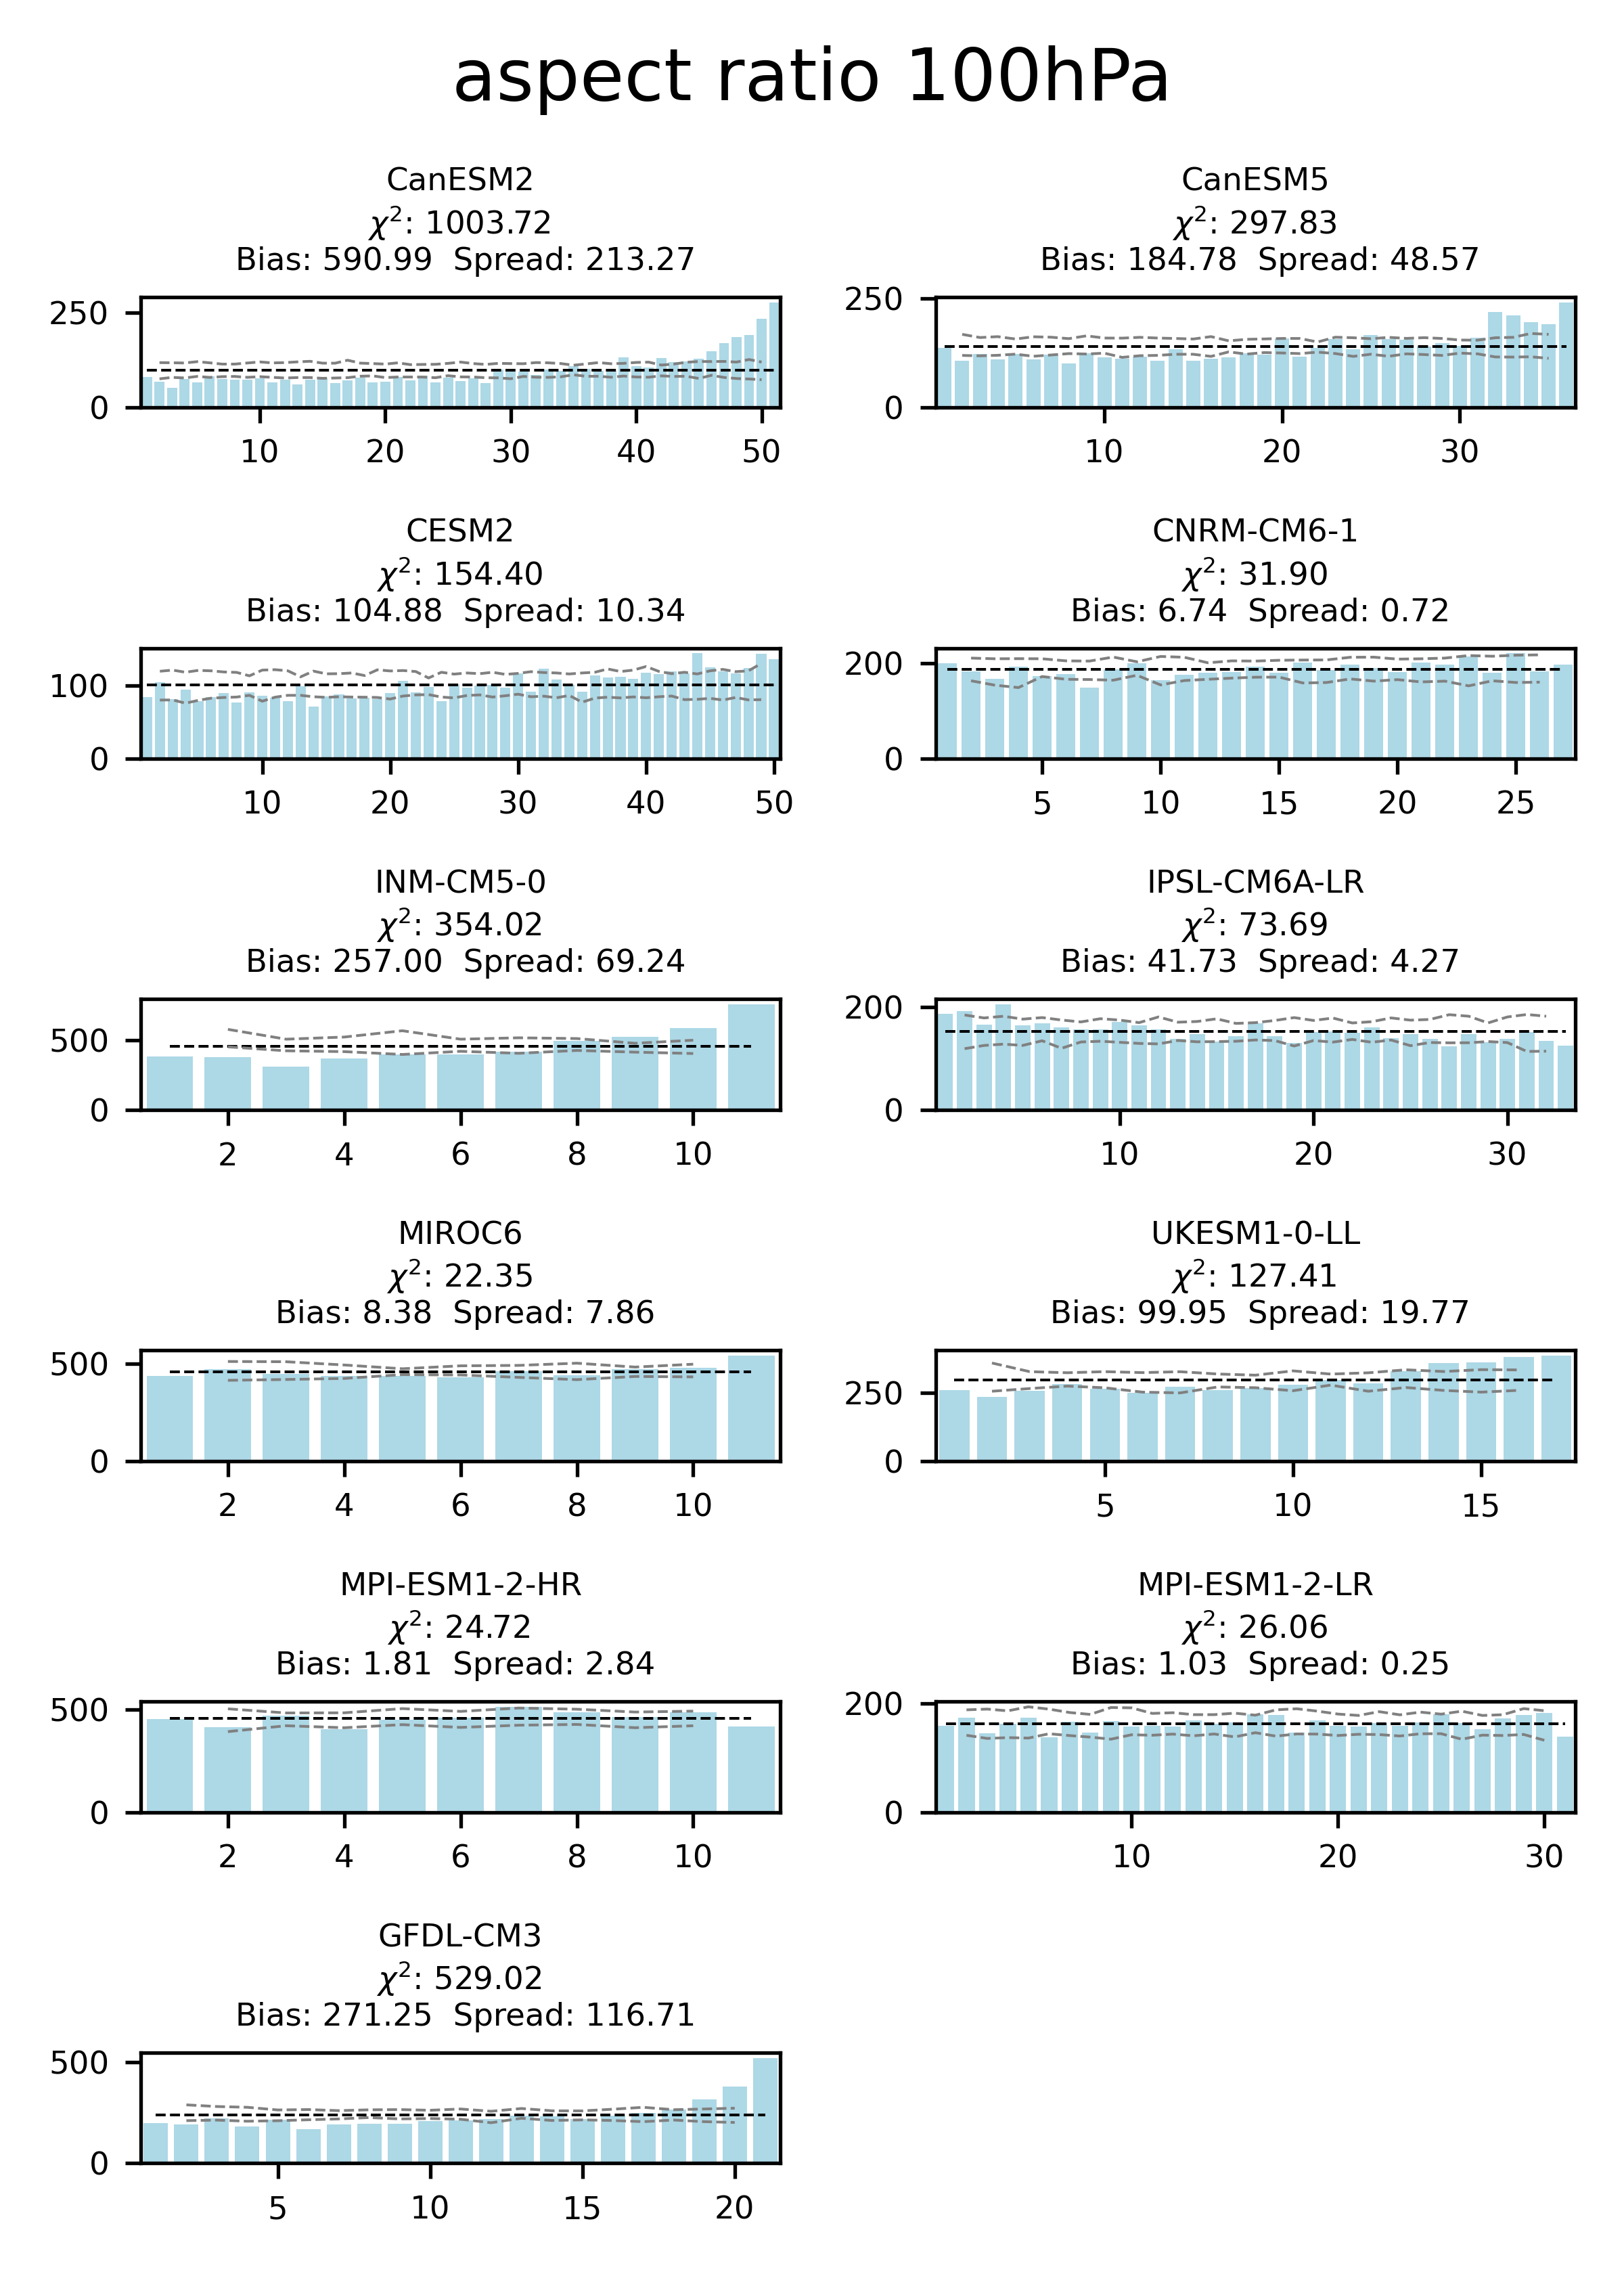 aspect ratio 100hPa
CanESM2
χ²: 1003.72
Bias: 590.99  Spread: 213.27
250
0
10 20 30 40 50
CanESM5
χ²: 297.83
Bias: 184.78  Spread: 48.57
250
0
10 20 30
CESM2
χ²: 154.40
Bias: 104.88  Spread: 10.34
100
0
10 20 30 40 50
CNRM-CM6-1
χ²: 31.90
Bias: 6.74  Spread: 0.72
200
0
5 10 15 20 25
INM-CM5-0
χ²: 354.02
Bias: 257.00  Spread: 69.24
500
0
2 4 6 8 10
IPSL-CM6A-LR
χ²: 73.69
Bias: 41.73  Spread: 4.27
200
0
10 20 30
MIROC6
χ²: 22.35
Bias: 8.38  Spread: 7.86
500
0
2 4 6 8 10
UKESM1-0-LL
χ²: 127.41
Bias: 99.95  Spread: 19.77
250
0
5 10 15
MPI-ESM1-2-HR
χ²: 24.72
Bias: 1.81  Spread: 2.84
500
0
2 4 6 8 10
MPI-ESM1-2-LR
χ²: 26.06
Bias: 1.03  Spread: 0.25
200
0
10 20 30
GFDL-CM3
χ²: 529.02
Bias: 271.25  Spread: 116.71
500
0
5 10 15 20